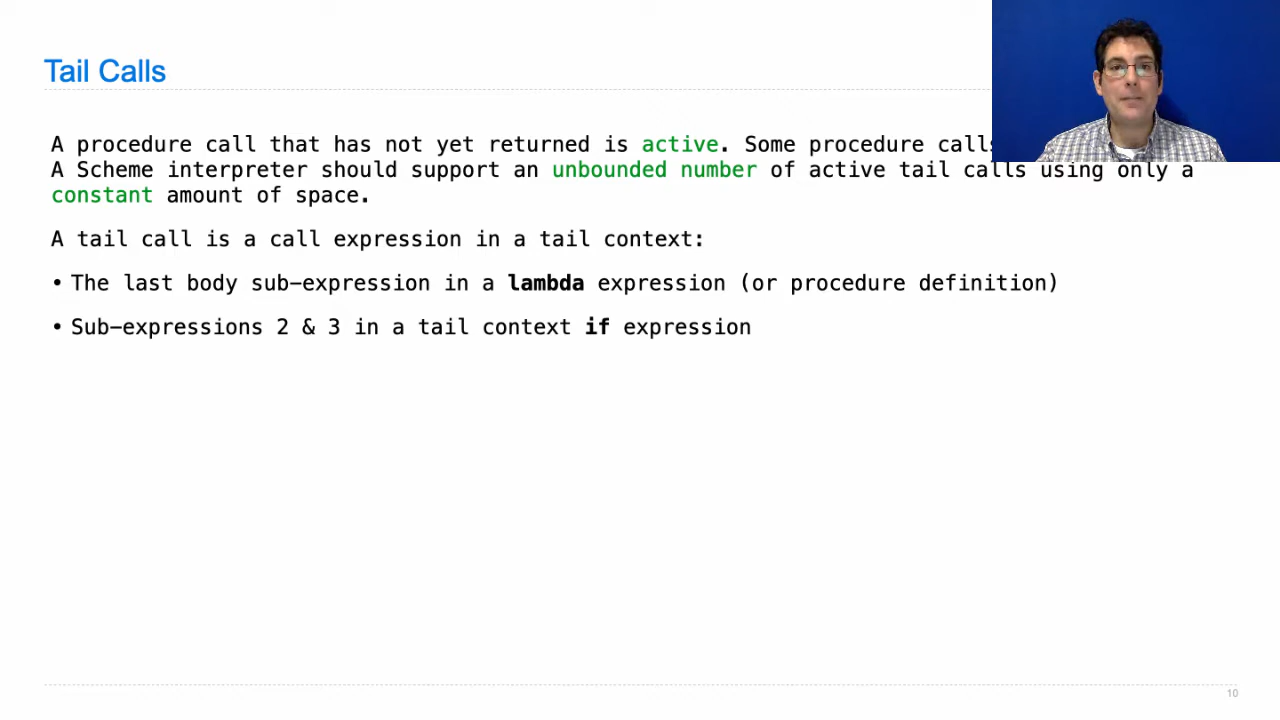 Tail Calls
A procedure call that has not yet returned is active. Some procedure calls
A Scheme interpreter should support an unbounded number of active tail calls using only a
constant amount of space.
A tail call is a call expression in a tail context:
• The last body sub-expression in a lambda expression (or procedure definition)
• Sub-expressions 2 & 3 in a tail context if expression
10